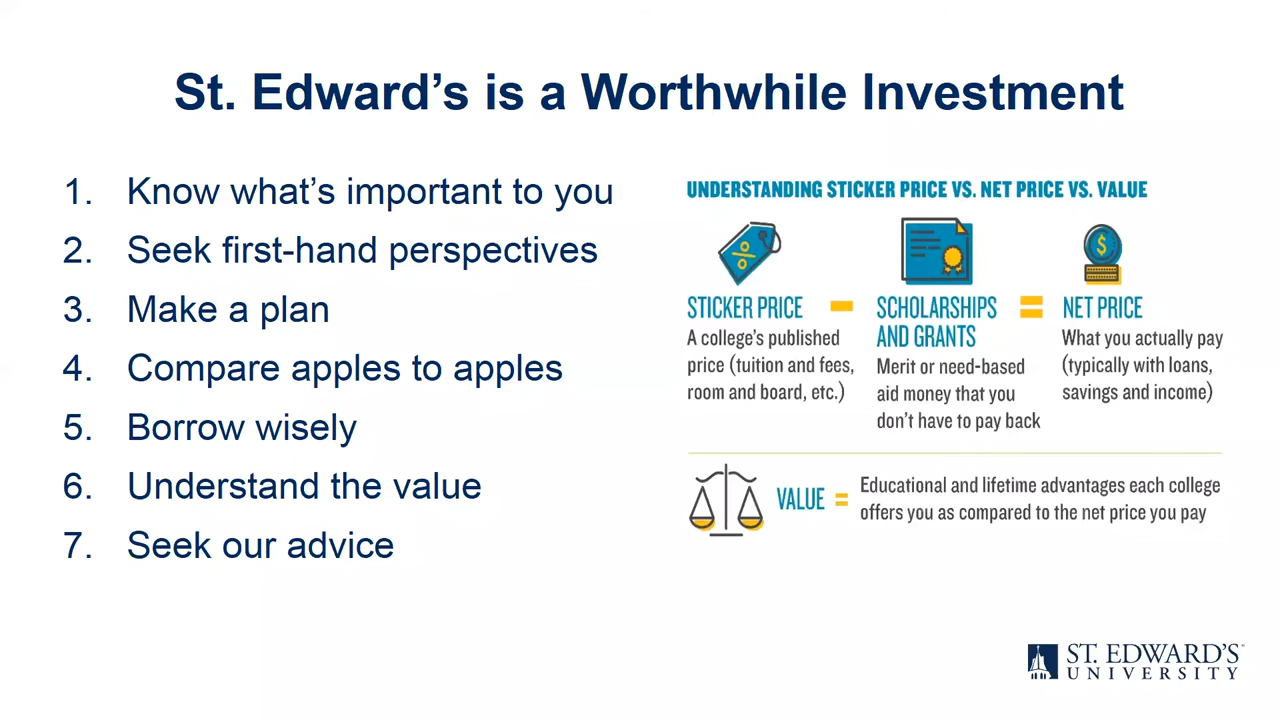 St. Edward's is a Worthwhile Investment
1. Know what's important to you
2. Seek first-hand perspectives
3. Make a plan
4. Compare apples to apples
5. Borrow wisely
6. Understand the value
7. Seek our advice
UNDERSTANDING STICKER PRICE VS. NET PRICE VS. VALUE
%
STICKER PRICE
A college's published
price (tuition and fees,
room and board, etc.)
–
SCHOLARSHIPS
AND GRANTS
Merit or need-based
aid money that you
don't have to pay back
=
$
NET PRICE
What you actually pay
(typically with loans,
savings and income)
VALUE =
Educational and lifetime advantages each college
offers you as compared to the net price you pay
ST. EDWARD'S
UNIVERSITY